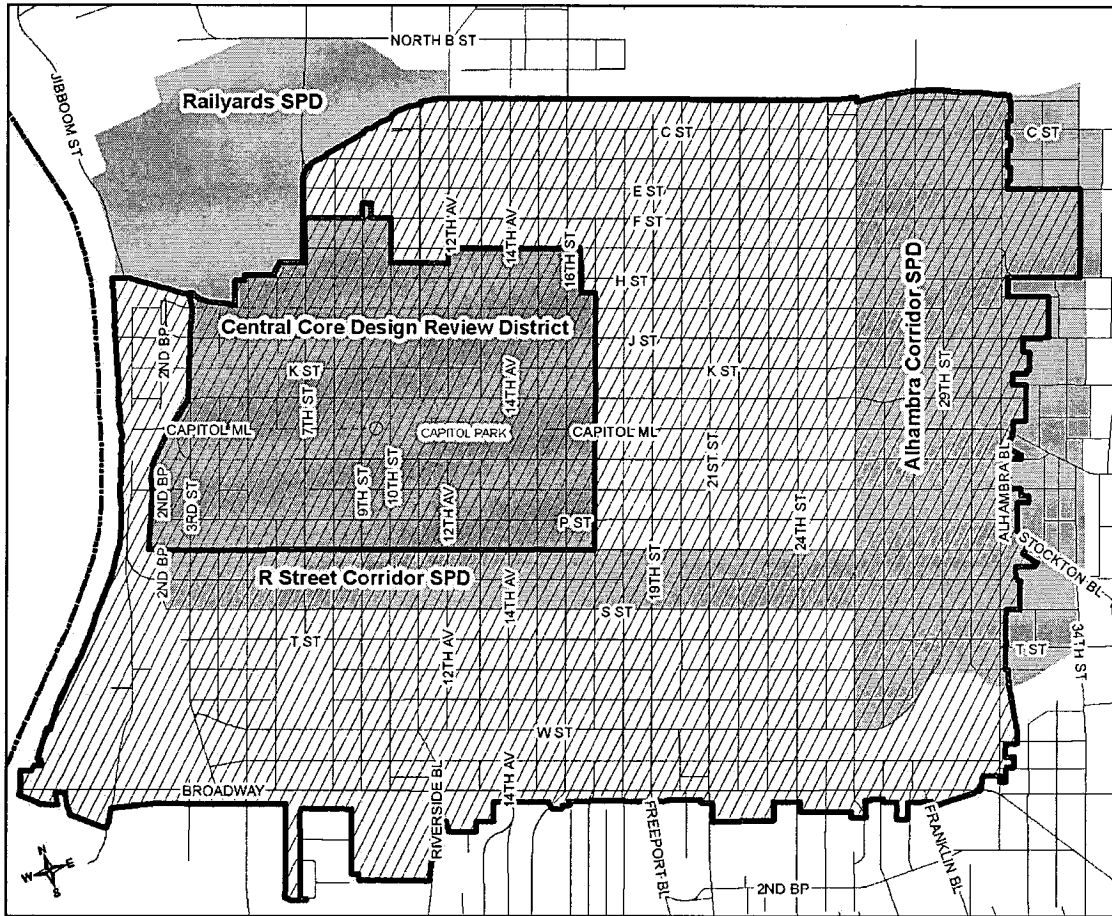 NORTH B ST
JIBBOOM ST
Railyards SPD
C ST
C ST
E ST
F ST
12TH AV
14TH AV
16TH ST
H ST
Alhambra Corridor SPD
Central Core Design Review District
2ND BP
J ST
K ST
K ST
7TH ST
14TH AV
29TH ST
CAPITOL ML
CAPITOL PARK
CAPITOL ML
21ST ST
ALHAMBRA BL
9TH ST
10TH ST
2ND BP
3RD ST
12TH AV
P ST
24TH ST
STOCKTON BL
2ND BP
R Street Corridor SPD
14TH AV
19TH ST
S ST
T ST
12TH AV
T ST
34TH ST
W ST
14TH AV
BROADWAY
RIVERSIDE BL
FREEPORT BL
FRANKLIN BL
2ND BP
N
E
W
S